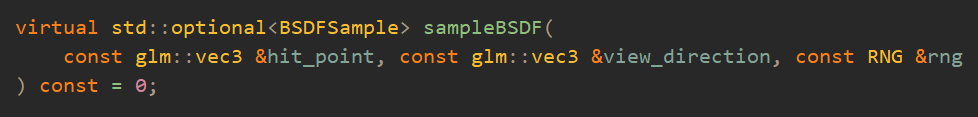 virtual std::optional<BSDFSample> sampleBSDF(
    const glm::vec3 &hit_point, const glm::vec3 &view_direction, const RNG &rng
) const = 0;